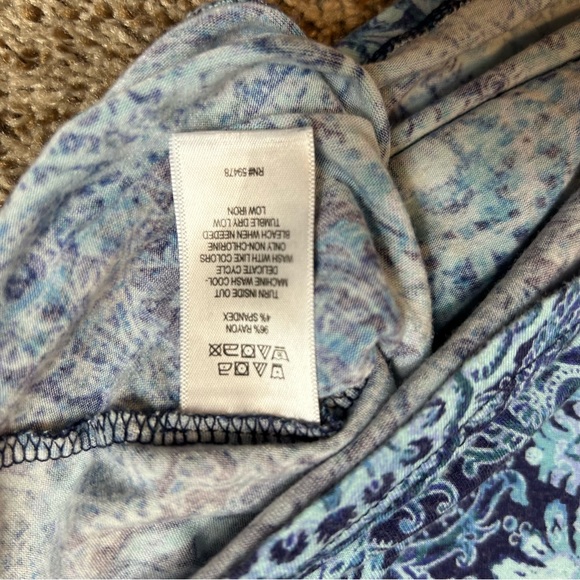 96% RAYON
4% SPANDEX
TURN INSIDE OUT
MACHINE WASH COOL-
DELICATE CYCLE
WASH WITH LIKE COLORS
ONLY NON-CHLORINE
BLEACH WHEN NEEDED
TUMBLE DRY LOW
LOW IRON
RN# 59478